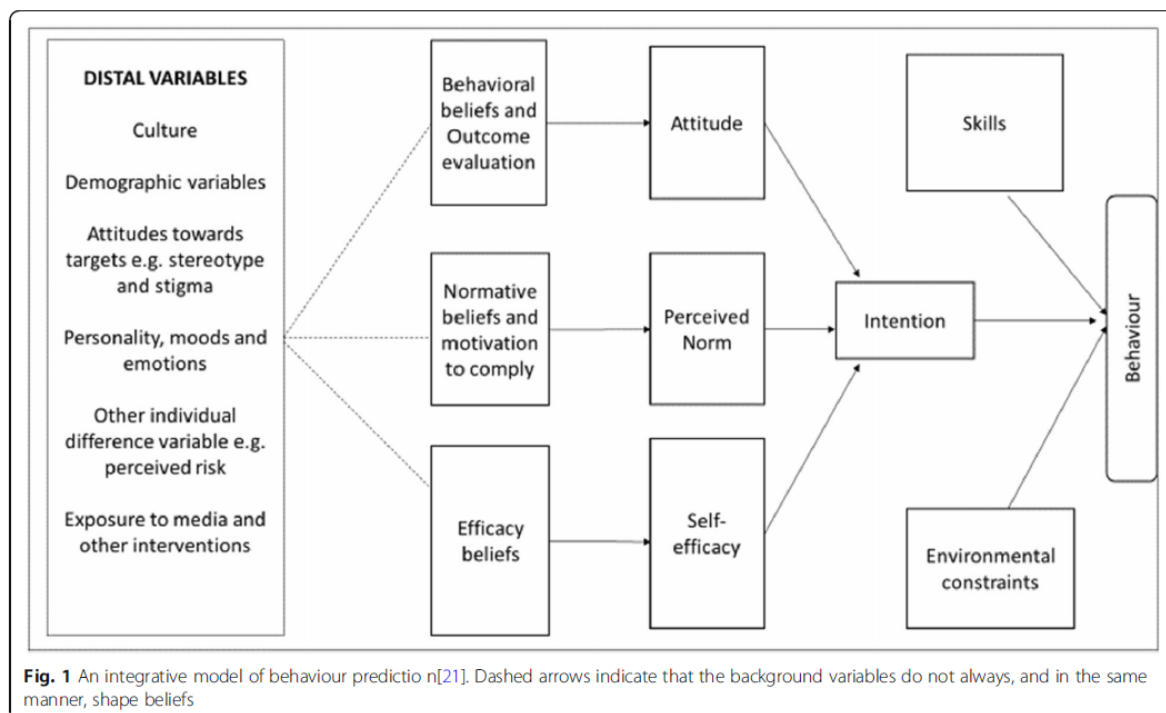 DISTAL VARIABLES
Culture
Demographic variables
Attitudes towards
targets e.g. stereotype
and stigma
Personality, moods and
emotions
Other individual
difference variable e.g.
perceived risk
Exposure to media and
other interventions
Behavioral
beliefs and
Outcome
evaluation
Attitude
Skills
Normative
beliefs and
motivation
to comply
Perceived
Norm
Intention
Behaviour
Efficacy
beliefs
Self-
efficacy
Environmental
constraints
Fig. 1 An integrative model of behaviour predictio n[21]. Dashed arrows indicate that the background variables do not always, and in the same
manner, shape beliefs